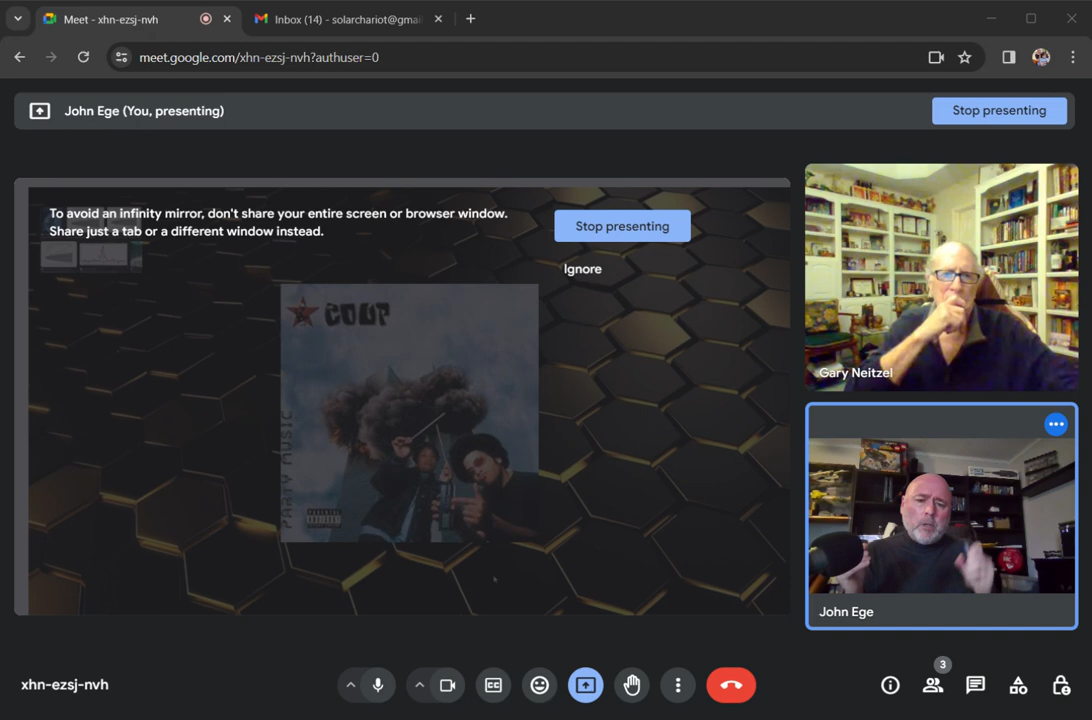 Meet - xhn-ezsj-nvh
Inbox (14) - solarchariot@gmai
meet.google.com/xhn-ezsj-nvh?authuser=0
John Ege (You, presenting)
Stop presenting
To avoid an infinity mirror, don't share your entire screen or browser window.
Share just a tab or a different window instead.
Stop presenting
Ignore
COUP
PARTY MUSIC
Gary Neitzel
John Ege
xhn-ezsj-nvh
CC
3